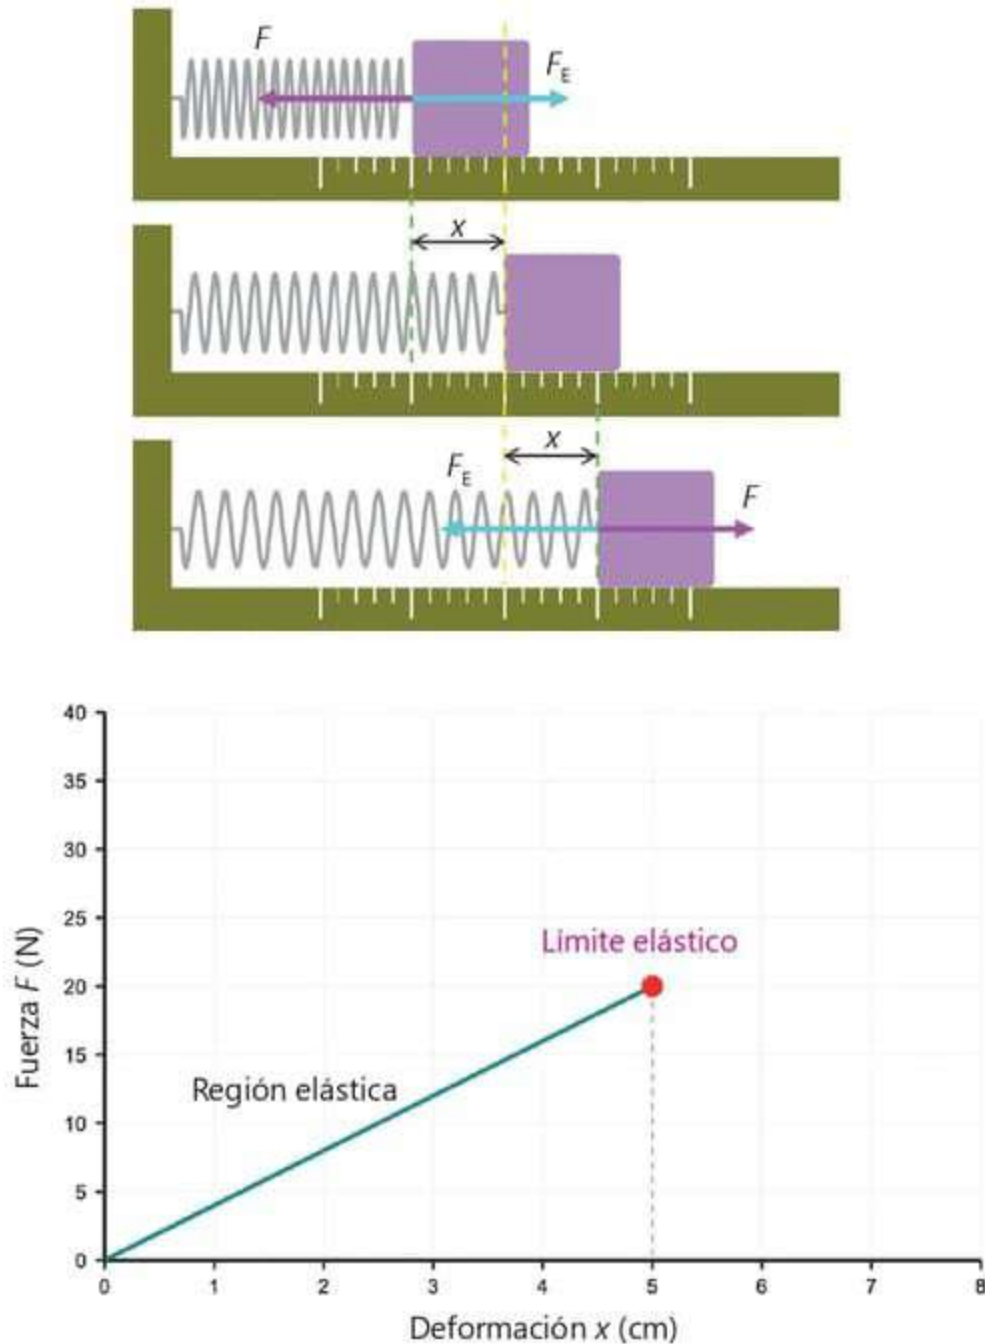 F
F_E
x
x
F_E
F
40
35
30
25
20
15
10
5
0
Fuerza F (N)
Límite elástico
Región elástica
0 1 2 3 4 5 6 7 8
Deformación x (cm)